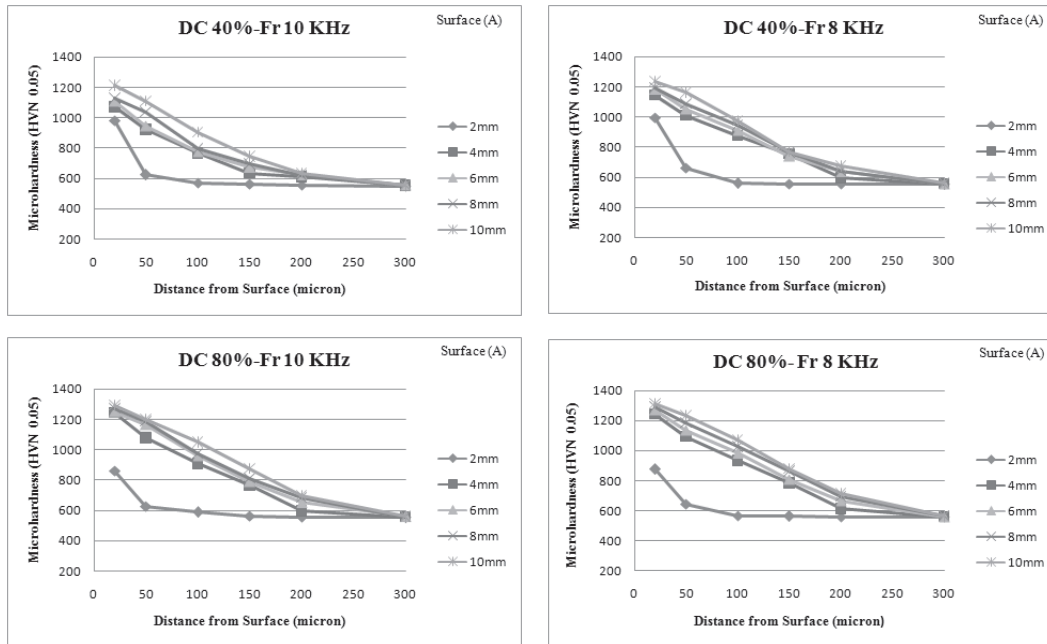 DC 40%-Fr 10 KHz
Surface (A)
Microhardness (HVN 0.05)
1400
1200
1000
800
600
400
200
0 50 100 150 200 300
Distance from Surface (micron)
2mm
4mm
6mm
8mm
10mm
DC 40%-Fr 8 KHz
Surface (A)
Microhardness (HVN 0.05)
1400
1200
1000
800
600
400
200
0 50 100 150 200 300
Distance from Surface (micron)
2mm
4mm
6mm
8mm
10mm
DC 80%-Fr 10 KHz
Surface (A)
Microhardness (HVN 0.05)
1400
1200
1000
800
600
400
200
0 50 100 150 200 300
Distance from Surface (micron)
2mm
4mm
6mm
8mm
10mm
DC 80%- Fr 8 KHz
Surface (A)
Microhardness (HVN 0.05)
1400
1200
1000
800
600
400
200
0 50 100 150 200 300
Distance from Surface (micron)
2mm
4mm
6mm
8mm
10mm